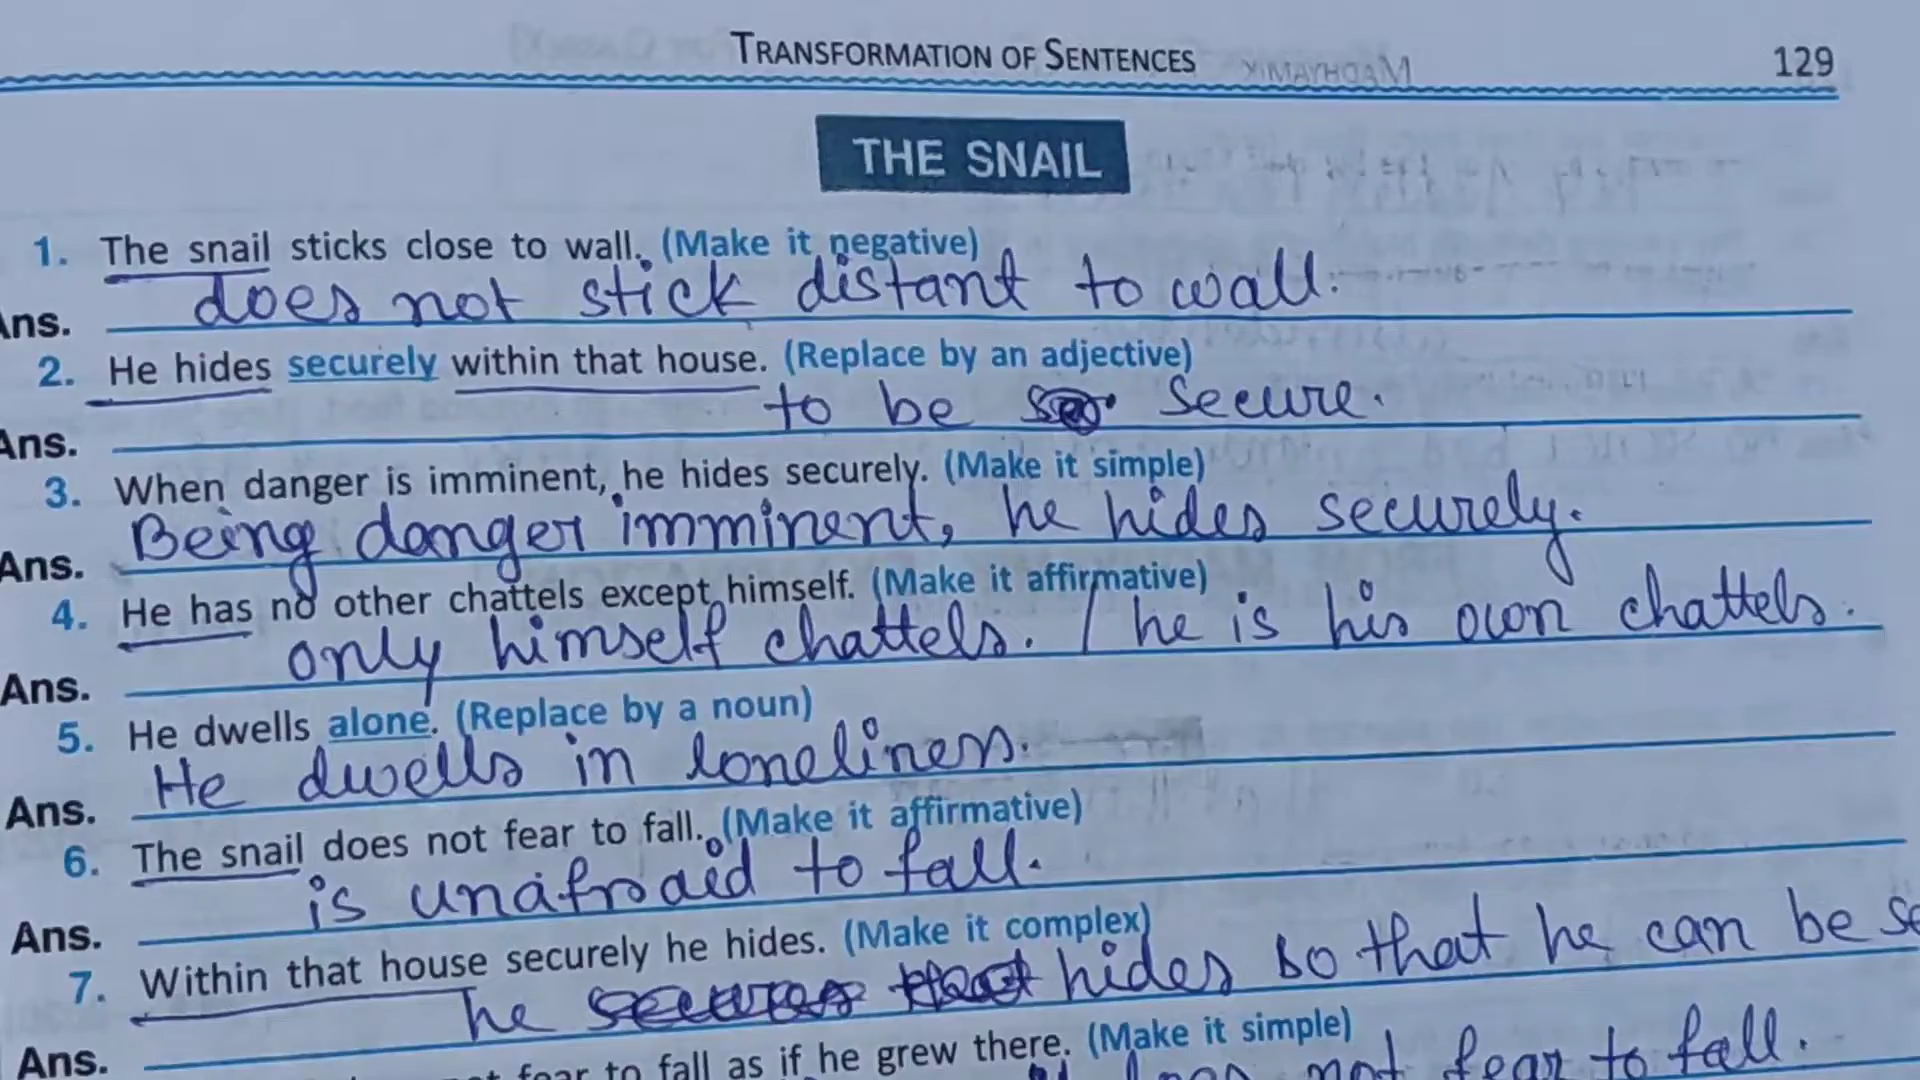 TRANSFORMATION OF SENTENCES 129
THE SNAIL
1. The snail sticks close to wall. (Make it negative)
does not stick distant to wall.
Ans.
2. He hides securely within that house. (Replace by an adjective)
to be secure.
Ans.
3. When danger is imminent, he hides securely. (Make it simple)
Being danger imminent, he hides securely.
Ans.
4. He has no other chattels except himself. (Make it affirmative)
only himself chattels. / he is his own chattels.
Ans.
5. He dwells alone. (Replace by a noun)
He dwells in loneliness.
Ans.
6. The snail does not fear to fall. (Make it affirmative)
is unafraid to fall.
Ans.
7. Within that house securely he hides. (Make it complex)
he hides so that he can be se
Ans.
fear to fall as if he grew there. (Make it simple)
not fear to fall.